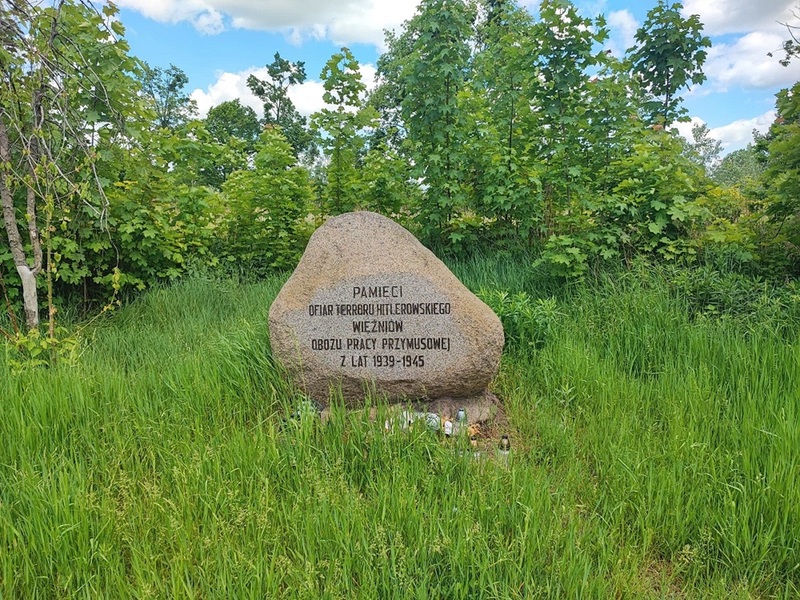 PAMIĘCI
OFIAR TERRORU HITLEROWSKIEGO
WIĘŹNIÓW
OBOZU PRACY PRZYMUSOWEJ
Z LAT 1939-1945